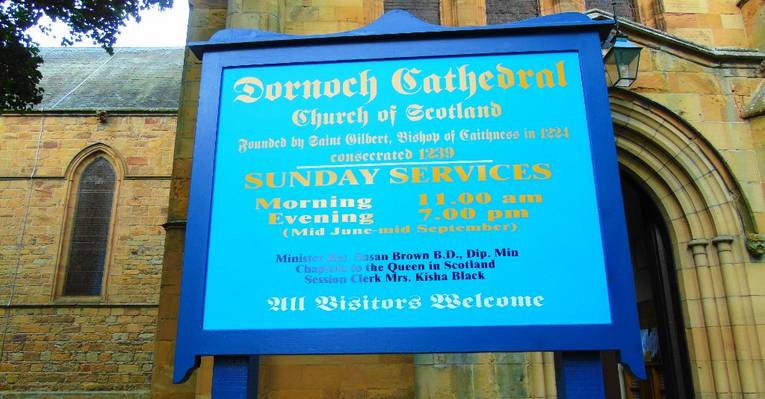 Dornoch Cathedral
Church of Scotland
Founded by Saint Gilbert, Bishop of Caithness in 1224
consecrated 1239
SUNDAY SERVICES
Morning 11.00 am
Evening 7.00 pm
(Mid June-mid September)
Minister Rev. Susan Brown B.D., Dip. Min
Chaplain to the Queen in Scotland
Session Clerk Mrs. Kisha Black
All Visitors Welcome